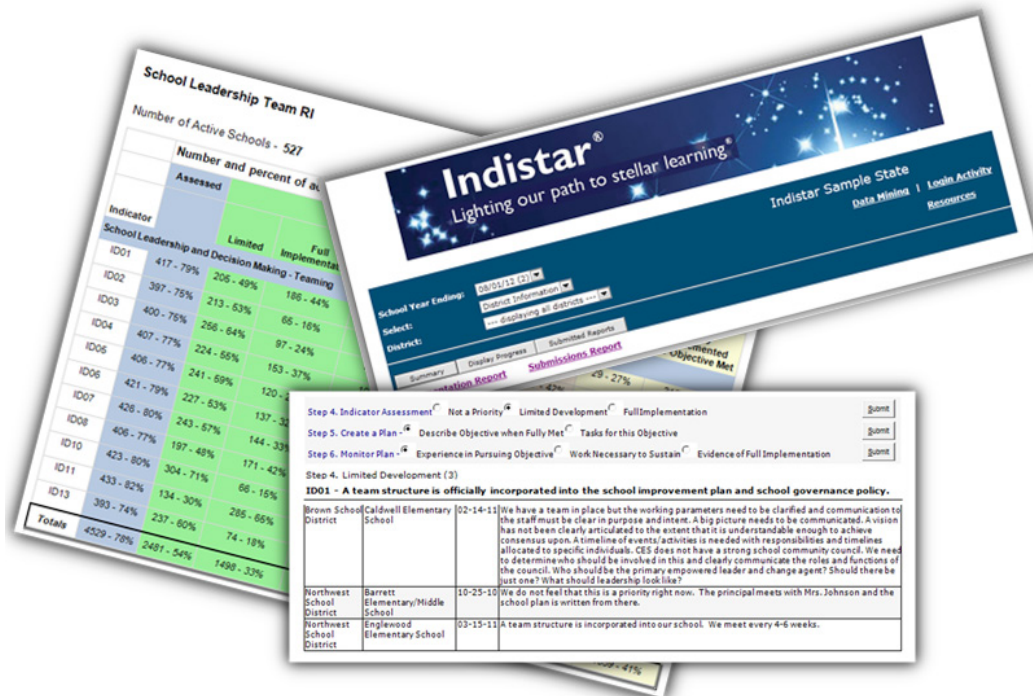 School Leadership Team RI
Number of Active Schools - 527
Number and percent of
Assessed
Indicator
Limited
Full
School Leadership and Decision Making - Teaming
ID01 417 - 79% 206 - 49% 186 - 44%
ID02 397 - 75% 213 - 53% 65 - 16%
ID03 400 - 75% 256 - 64% 97 - 24%
ID04 407 - 77% 224 - 55% 153 - 37%
ID05 406 - 77% 241 - 59% 120 -
ID06 421 - 79% 227 - 53% 137 -
ID07 426 - 80% 243 - 57% 144 - 33%
ID08 406 - 77% 197 - 48% 171 - 42%
ID10 423 - 80% 304 - 71% 66 - 15%
ID11 433 - 82% 134 - 30% 285 - 65%
ID13 393 - 74% 237 - 60% 74 - 18%
Totals 4529 - 78% 2481 - 54% 1498 - 33%
Indistar®
Lighting our path to stellar learning®
Indistar Sample State
Data Mining | Login Activity
Resources
School Year Ending: 08/01/12 (2)
Select: District Information
District: --- displaying all districts ---
Summary Display Progress Submitted Reports
Report Submissions Report
Objective Met
Step 4. Indicator Assessment Not a Priority Limited Development FullImplementation Submit
Step 5. Create a Plan - Describe Objective when Fully Met Tasks for this Objective Submit
Step 6. Monitor Plan - Experience in Pursuing Objective Work Necessary to Sustain Evidence of Full Implementation Submit
Step 4. Limited Development (3)
ID01 - A team structure is officially incorporated into the school improvement plan and school governance policy.
Brown School Caldwell Elementary 02-14-11 We have a team in place but the working parameters need to be clarified and communication to
District School the staff must be clear in purpose and intent. A big picture needs to be communicated. A vision
has not been clearly articulated to the extent that it is understandable enough to achieve
consensus upon. A timeline of events/activities is needed with responsibilities and timelines
allocated to specific individuals. CES does not have a strong school community council. We need
to determine who should be involved in this and clearly communicate the roles and functions of
the council. Who should be the primary empowered leader and change agent? Should there be
just one? What should leadership look like?
Northwest Barrett 10-25-10 We do not feel that this is a priority right now. The principal meets with Mrs. Johnson and the
School Elementary/Middle school plan is written from there.
District School
Northwest Englewood 03-15-11 A team structure is incorporated into our school. We meet every 4-6 weeks.
School Elementary School
District